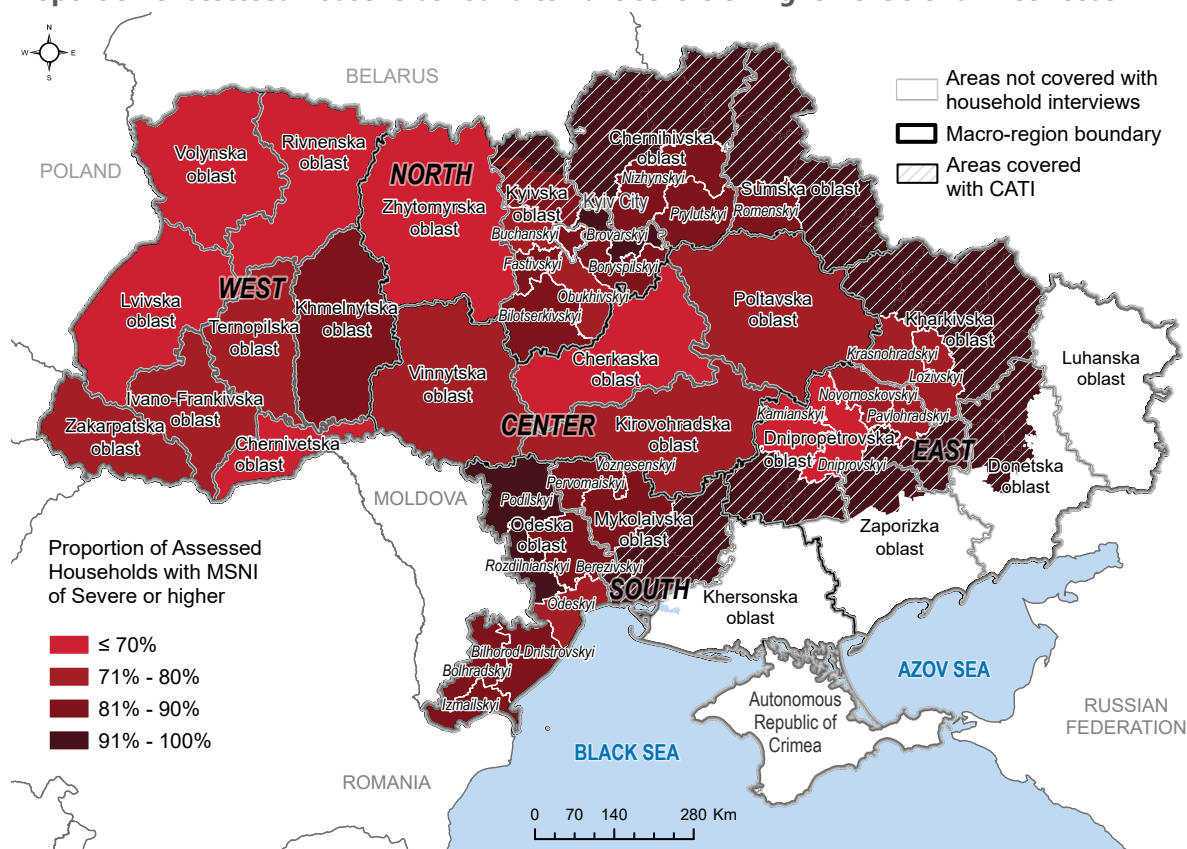 N
W
E
S
BELARUS
POLAND
Areas not covered with
household interviews
Macro-region boundary
Areas covered
with CATI
Volynska
oblast
Rivnenska
oblast
NORTH
Zhytomyrska
oblast
Kyivska
oblast
Kyiv City
Chernihivska
oblast
Nizhynskyi
Prylutskyi
Sumska oblast
Romenskyi
Buchanskyi
Brovarskyi
Fastivskyi
Boryspilskyi
Obukhivskyi
Bilotserkivskyi
WEST
Lvivska
oblast
Ternopilska
oblast
Khmelnytska
oblast
Poltavska
oblast
Kharkivska
oblast
Krasnohradskyi
Lozivskyi
Luhanska
oblast
Cherkaska
oblast
Vinnytska
oblast
Ivano-Frankivska
oblast
Zakarpatska
oblast
Chernivetska
oblast
CENTER
Kirovohradska
oblast
Novomoskovskyi
Kamianskyi
Pavlohradskyi
Dnipropetrovska
oblast
Dniprovskyi
EAST
Donetska
oblast
Zaporizka
oblast
MOLDOVA
Voznesenskyi
Pervomalskyi
Podilskyi
Odeska
oblast
Mykolaivska
oblast
Rozdilnianskyi
Berezivskyi
Odeskyi
SOUTH
Khersonska
oblast
Bilhorod-Dnistrovskyi
Bolhradskyi
Izmailskyi
Proportion of Assessed
Households with MSNI
of Severe or higher
≤ 70%
71% - 80%
81% - 90%
91% - 100%
AZOV SEA
Autonomous
Republic of
Crimea
RUSSIAN
FEDERATION
BLACK SEA
ROMANIA
0 70 140 280 Km